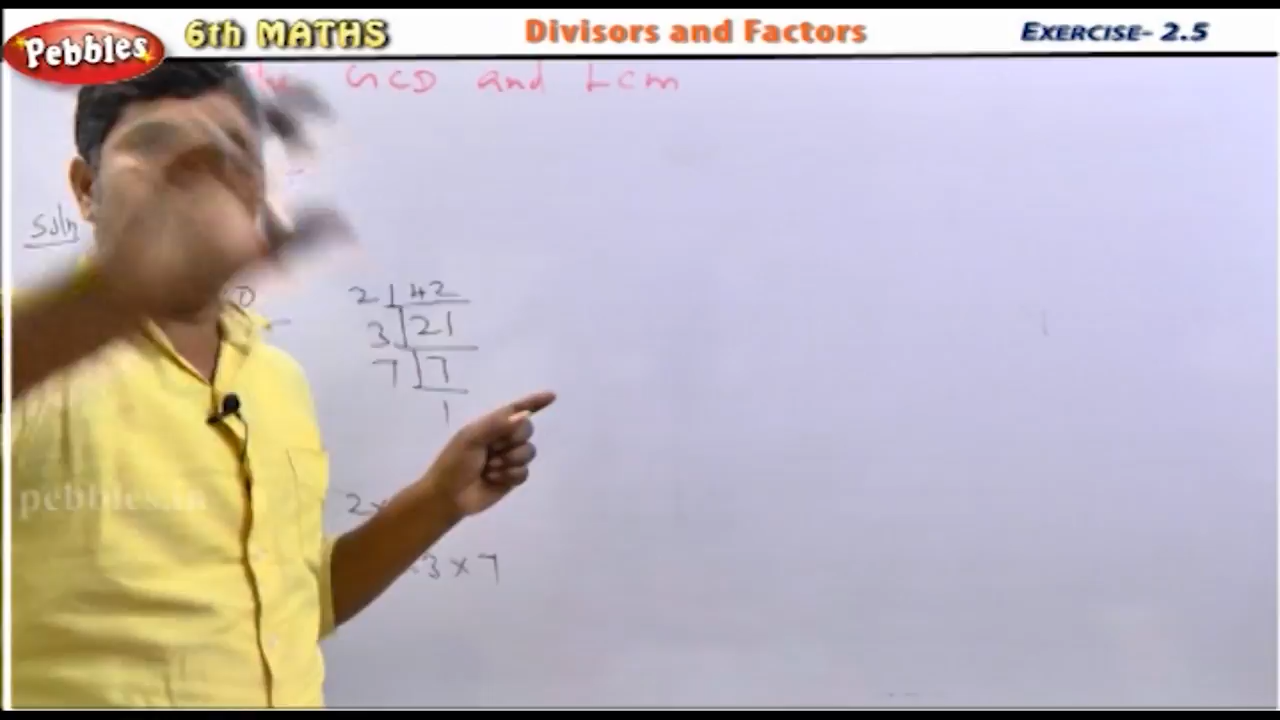 Pebbles 6th MATHS Divisors and Factors EXERCISE- 2.5
GCD and LCM
Soln
2 | 42
3 | 21
7 | 7
1
pebbles.in
2 ×
× 3 × 7